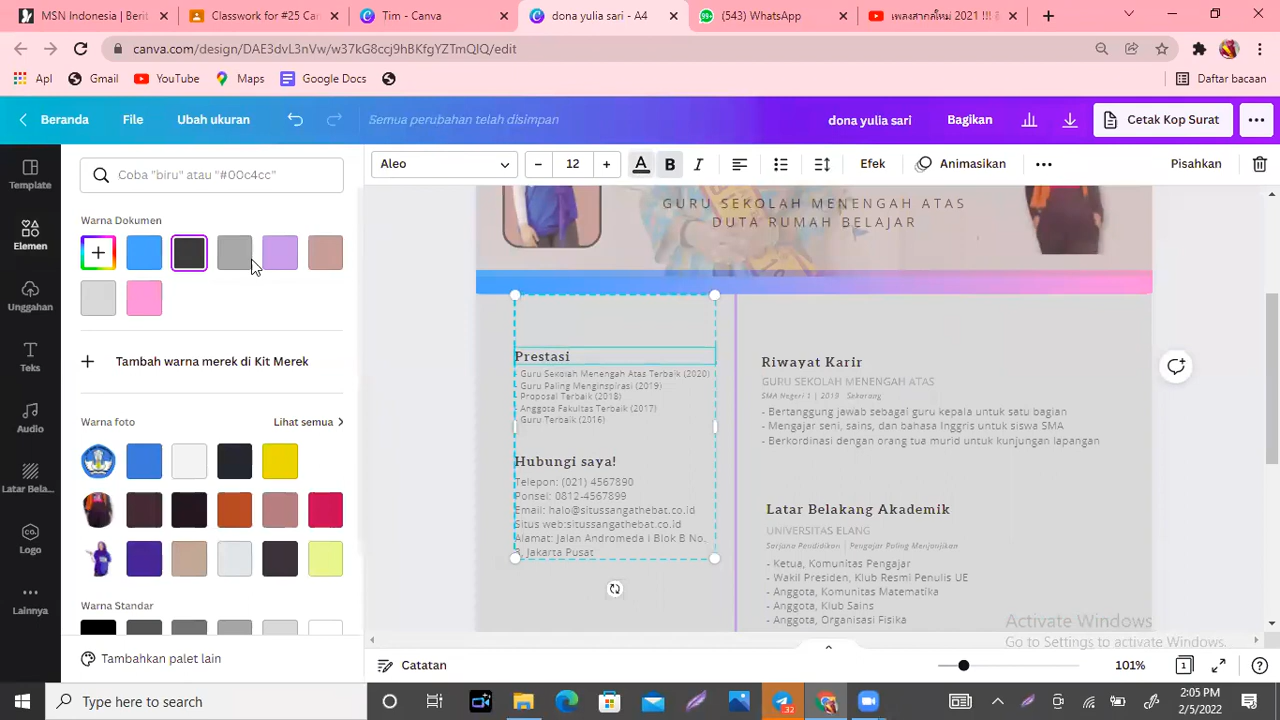 MSN Indonesia | Berit
Classwork for #25 Can
Tim - Canva
dona yulia sari - A4
(543) WhatsApp
เพลงสากลใหม่ 2021 !!! ล้
canva.com/design/DAE3dvL3nVw/w37kG8ccj9hBKfgYZTmQIQ/edit
Apl
Gmail
YouTube
Maps
Google Docs
Daftar bacaan
Beranda
File
Ubah ukuran
Semua perubahan telah disimpan
dona yulia sari
Bagikan
Cetak Kop Surat
Template
Elemen
Unggahan
Teks
Audio
Latar Bela...
Logo
Lainnya
Coba "biru" atau "#00c4cc"
Warna Dokumen
Tambah warna merek di Kit Merek
Warna foto
Lihat semua
Warna Standar
Tambahkan palet lain
Aleo
12
A
B
I
Efek
Animasikan
Pisahkan
GURU SEKOLAH MENENGAH ATAS
DUTA RUMAH BELAJAR
Prestasi
- Guru Sekolah Menengah Atas Terbaik (2020)
- Guru Paling Menginspirasi (2019)
- Proposal Terbaik (2018)
- Anggota Fakultas Terbaik (2017)
- Guru Terbaik (2016)
Hubungi saya!
Telepon: (021) 4567890
Ponsel: 0812-4567899
Email: halo@situssangathebat.co.id
Situs web:situssangathebat.co.id
Alamat: Jalan Andromeda i Blok B No.
Jakarta Pusat
Riwayat Karir
GURU SEKOLAH MENENGAH ATAS
SMA Negeri 1 | 2019 Sekarang
- Bertanggung jawab sebagai guru kepala untuk satu bagian
- Mengajar seni, sains, dan bahasa Inggris untuk siswa SMA
- Berkordinasi dengan orang tua murid untuk kunjungan lapangan
Latar Belakang Akademik
UNIVERSITAS ELANG
Sarjana Pendidikan | Pengajar Paling Menjanjikan
- Ketua, Komunitas Pengajar
- Wakil Presiden, Klub Resmi Penulis UE
- Anggota, Komunitas Matematika
- Anggota, Klub Sains
- Anggota, Organisasi Fisika
Activate Windows
Go to Settings to activate Windows.
Catatan
101%
1
Type here to search
32
2:05 PM
2/5/2022